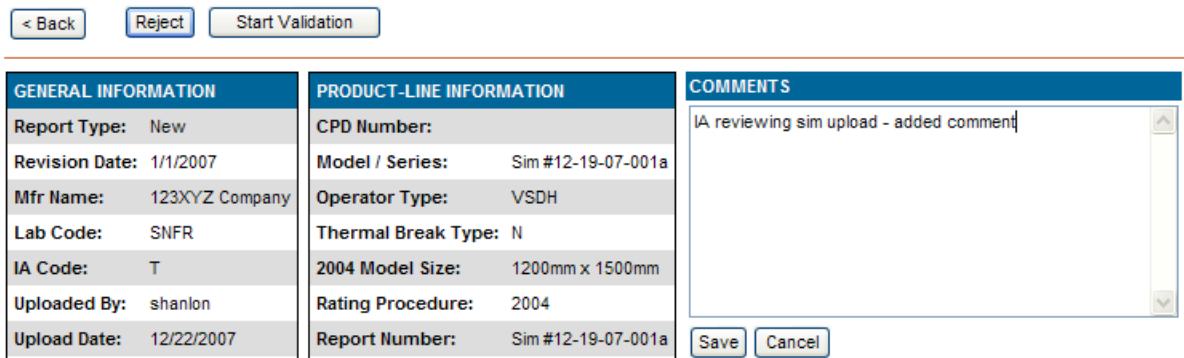 < Back Reject Start Validation
GENERAL INFORMATION
Report Type: New
Revision Date: 1/1/2007
Mfr Name: 123XYZ Company
Lab Code: SNFR
IA Code: T
Uploaded By: shanlon
Upload Date: 12/22/2007
PRODUCT-LINE INFORMATION
CPD Number:
Model / Series: Sim #12-19-07-001a
Operator Type: VSDH
Thermal Break Type: N
2004 Model Size: 1200mm x 1500mm
Rating Procedure: 2004
Report Number: Sim #12-19-07-001a
COMMENTS
IA reviewing sim upload - added comment
Save Cancel